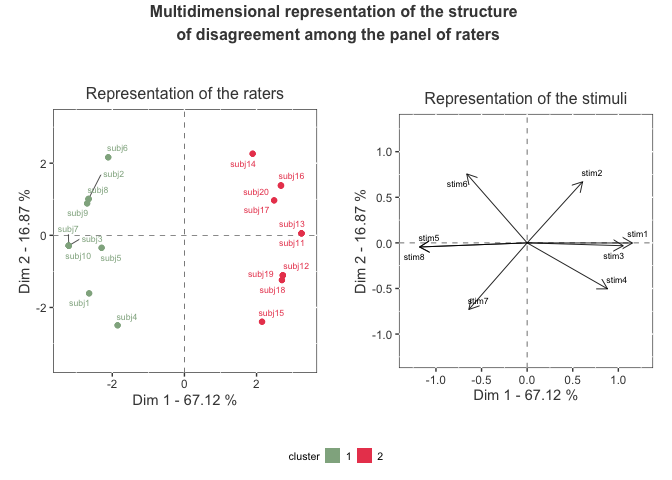 Multidimensional representation of the structure
of disagreement among the panel of raters
Representation of the raters
subj6
subj2
subj8
subj9
subj7
subj3
subj10
subj5
subj1
subj4
subj14
subj16
subj20
subj17
subj13
subj11
subj12
subj19
subj18
subj15
2
0
-2
-2
0
2
Dim 2 - 16.87 %
Dim 1 - 67.12 %
Representation of the stimuli
stim2
stim6
stim1
stim5
stim3
stim8
stim4
stim7
1.0
0.5
0.0
-0.5
-1.0
-1.0
-0.5
0.0
0.5
1.0
Dim 2 - 16.87 %
Dim 1 - 67.12 %
cluster 1 2